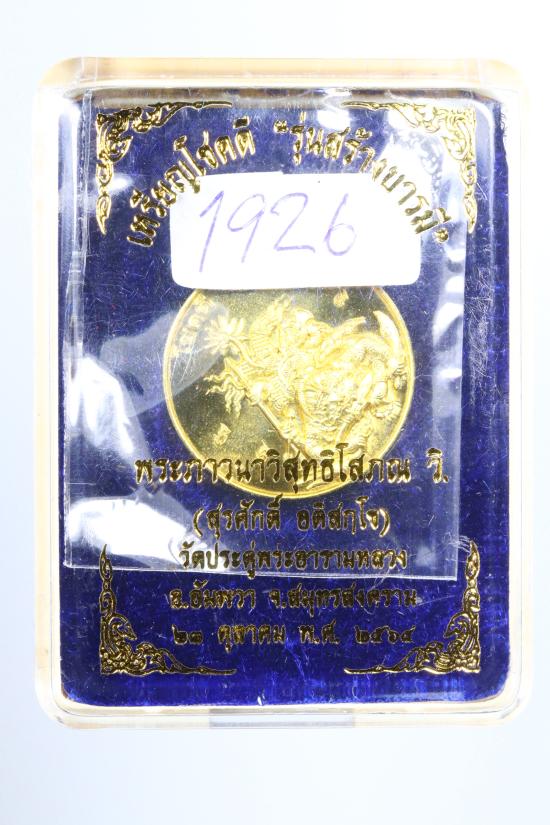 เหรียญโชคดี "รุ่นสร้างบารมี"
1926
พระภาวนาวิสุทธิโสภณ วิ.
(สุรศักดิ์ อติสกฺโข)
วัดประดู่พระอารามหลวง
อ.อัมพวา จ.สมุทรสงคราม
๒๓ ตุลาคม พ.ศ. ๒๕๖๔